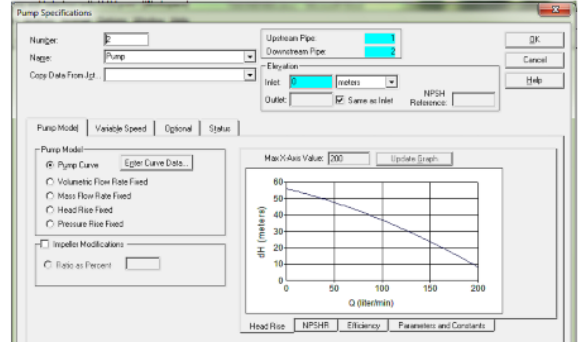 Pump Specifications
Number: 2
Name: Pump
Copy Data From Jct...
Upstream Pipe: 1
Downstream Pipe: 2
Elevation
Inlet: 0 meters
Outlet: Same as Inlet NPSH Reference:
OK
Cancel
Help
Pump Model Variable Speed Optional Status
Pump Model
Pump Curve Enter Curve Data...
Volumetric Flow Rate Fixed
Mass Flow Rate Fixed
Head Rise Fixed
Pressure Rise Fixed
Impeller Modifications
Ratio as Percent
Max X-Axis Value: 200 Update Graph
60
50
40
30
20
10
0
dH (meters)
0 50 100 150 200
Q (liter/min)
Head Rise NPSHR Efficiency Parameters and Constants